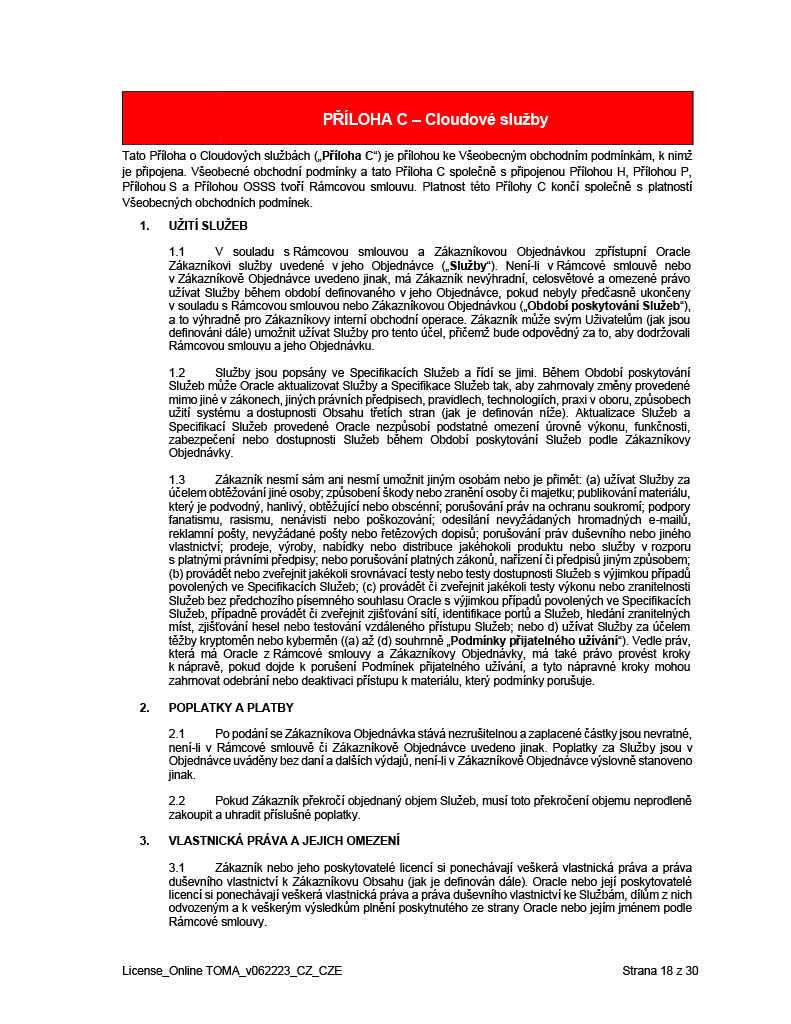 PŘÍLOHA C – Cloudové služby
Tato Příloha o Cloudových službách („Příloha C“) je přílohou ke Všeobecným obchodním podmínkám, k nimž
je připojena. Všeobecné obchodní podmínky a tato Příloha C společně s připojenou Přílohou H, Přílohou P,
Přílohou S a Přílohou OSSS tvoří Rámcovou smlouvu. Platnost této Přílohy C končí společně s platností
Všeobecných obchodních podmínek.
1. UŽITÍ SLUŽEB
1.1 V souladu s Rámcovou smlouvou a Zákazníkovou Objednávkou zpřístupní Oracle
Zákazníkovi služby uvedené v jeho Objednávce („Služby“). Není-li v Rámcové smlouvě nebo
v Zákazníkově Objednávce uvedeno jinak, má Zákazník nevýhradní, celosvětové a omezené právo
užívat Služby během období definovaného v jeho Objednávce, pokud nebyly předčasně ukončeny
v souladu s Rámcovou smlouvou nebo Zákazníkovou Objednávkou („Období poskytování Služeb“),
a to výhradně pro Zákazníkovy interní obchodní operace. Zákazník může svým Uživatelům (jak jsou
definováni dále) umožnit užívat Služby pro tento účel, přičemž bude odpovědný za to, aby dodržovali
Rámcovou smlouvu a jeho Objednávku.
1.2 Služby jsou popsány ve Specifikacích Služeb a řídí se jimi. Během Období poskytování
Služeb může Oracle aktualizovat Služby a Specifikace Služeb tak, aby zahrnovaly změny provedené
mimo jiné v zákonech, jiných právních předpisech, pravidlech, technologiích, praxi v oboru, způsobech
užití systému a dostupnosti Obsahu třetích stran (jak je definován níže). Aktualizace Služeb a
Specifikací Služeb provedené Oracle nezpůsobí podstatné omezení úrovně výkonu, funkčnosti,
zabezpečení nebo dostupnosti Služeb během Období poskytování Služeb podle Zákazníkovy
Objednávky.
1.3 Zákazník nesmí sám ani nesmí umožnit jiným osobám nebo je přimět: (a) užívat Služby za
účelem obtěžování jiné osoby; způsobení škody nebo zranění osoby či majetku; publikování materiálu,
který je podvodný, hanlivý, obtěžující nebo obscénní; porušování práv na ochranu soukromí; podpory
fanatismu, rasismu, nenávisti nebo poškozování; odesílání nevyžádaných hromadných e-mailů,
reklamní pošty, nevyžádané pošty nebo řetězových dopisů; porušování práv duševního nebo jiného
vlastnictví; prodeje, výroby, nabídky nebo distribuce jakéhokoli produktu nebo služby v rozporu
s platnými právními předpisy; nebo porušování platných zákonů, nařízení či předpisů jiným způsobem;
(b) provádět nebo zveřejnit jakékoli srovnávací testy nebo testy dostupnosti Služeb s výjimkou případů
povolených ve Specifikacích Služeb; (c) provádět či zveřejnit jakékoli testy výkonu nebo zranitelnosti
Služeb bez předchozího písemného souhlasu Oracle s výjimkou případů povolených ve Specifikacích
Služeb, případně provádět či zveřejnit zjišťování sítí, identifikace portů a Služeb, hledání zranitelných
míst, zjišťování hesel nebo testování vzdáleného přístupu Služeb; nebo d) užívat Služby za účelem
těžby kryptoměn nebo kyberměn ((a) až (d) souhrnně „Podmínky přijatelného užívání“). Vedle práv,
která má Oracle z Rámcové smlouvy a Zákazníkovy Objednávky, má také právo provést kroky
k nápravě, pokud dojde k porušení Podmínek přijatelného užívání, a tyto nápravné kroky mohou
zahrnovat odebrání nebo deaktivaci přístupu k materiálu, který podmínky porušuje.
2. POPLATKY A PLATBY
2.1 Po podání se Zákazníkova Objednávka stává nezrušitelnou a zaplacené částky jsou nevratné,
není-li v Rámcové smlouvě či Zákazníkově Objednávce uvedeno jinak. Poplatky za Služby jsou v
Objednávce uváděny bez daní a dalších výdajů, není-li v Zákazníkově Objednávce výslovně stanoveno
jinak.
2.2 Pokud Zákazník překročí objednaný objem Služeb, musí toto překročení objemu neprodleně
zakoupit a uhradit příslušné poplatky.
3. VLASTNICKÁ PRÁVA A JEJICH OMEZENÍ
3.1 Zákazník nebo jeho poskytovatelé licencí si ponechávají veškerá vlastnická práva a práva
duševního vlastnictví k Zákazníkovu Obsahu (jak je definován dále). Oracle nebo její poskytovatelé
licencí si ponechávají veškerá vlastnická práva a práva duševního vlastnictví ke Službám, dílům z nich
odvozeným a k veškerým výsledkům plnění poskytnutého ze strany Oracle nebo jejím jménem podle
Rámcové smlouvy.
License_Online TOMA_v062223_CZ_CZE Strana 18 z 30